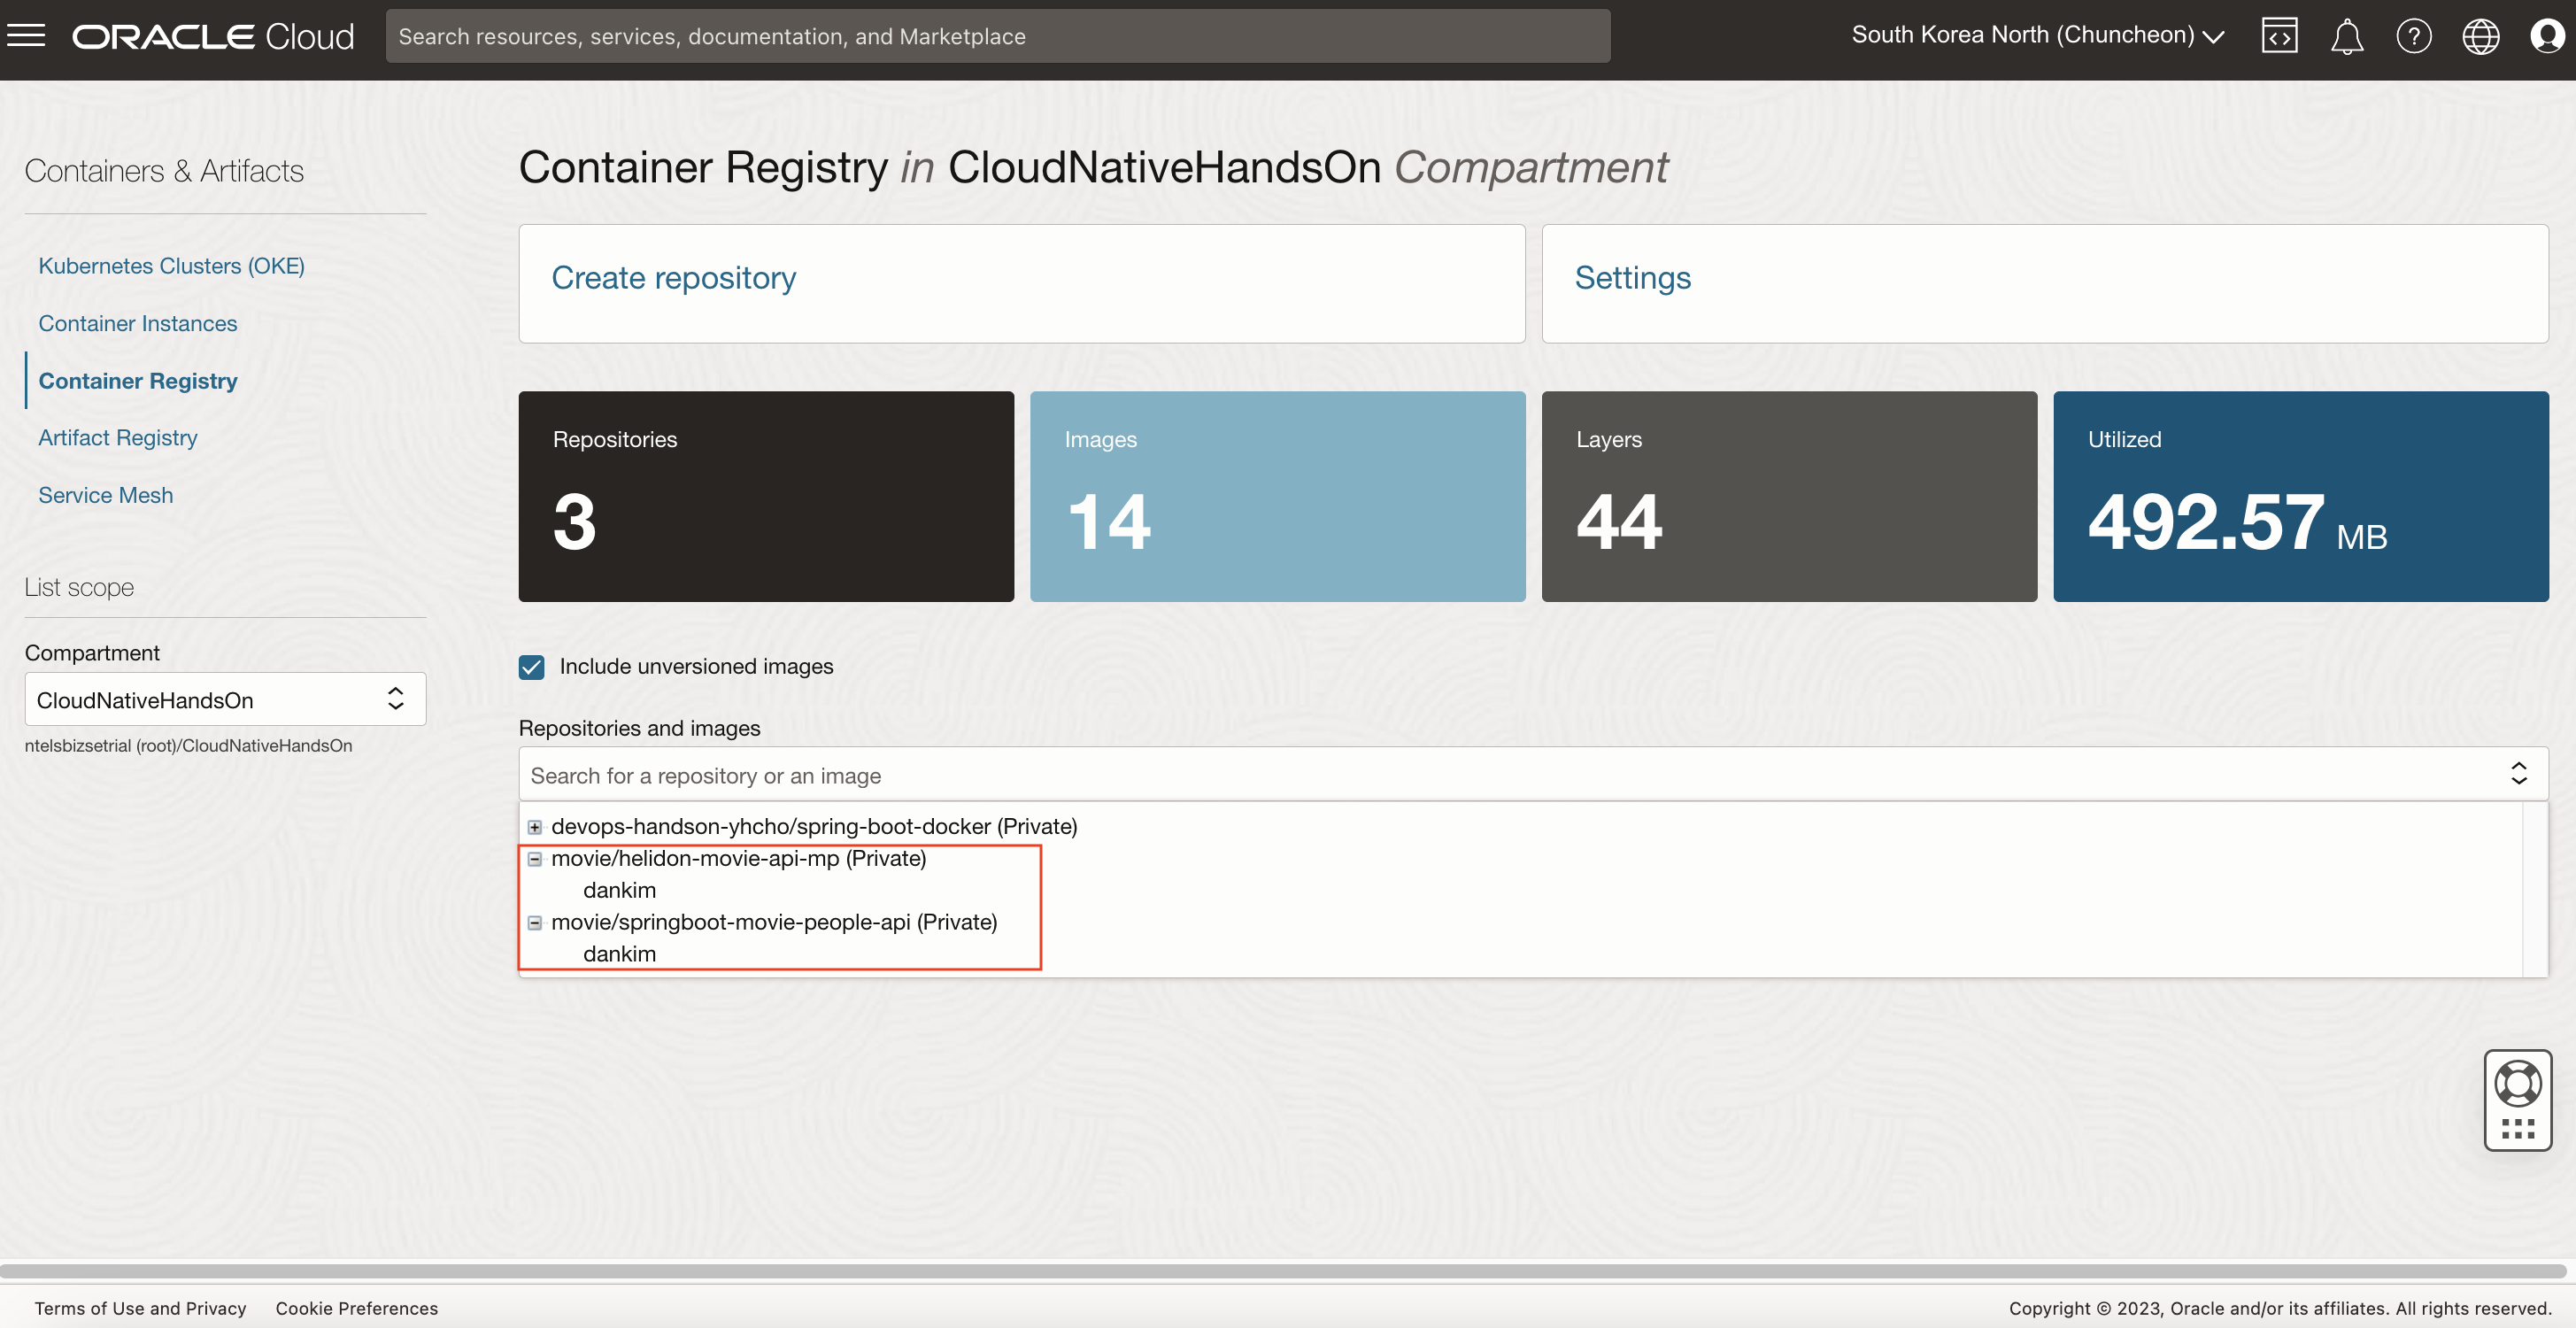 ORACLE Cloud
Search resources, services, documentation, and Marketplace
South Korea North (Chuncheon)
Containers & Artifacts
Kubernetes Clusters (OKE)
Container Instances
Container Registry
Artifact Registry
Service Mesh
List scope
Compartment
CloudNativeHandsOn
ntelsbizsetrial (root)/CloudNativeHandsOn
Container Registry in CloudNativeHandsOn Compartment
Create repository
Settings
Repositories
3
Images
14
Layers
44
Utilized
492.57 MB
Include unversioned images
Repositories and images
Search for a repository or an image
devops-handson-yhcho/spring-boot-docker (Private)
movie/helidon-movie-api-mp (Private)
dankim
movie/springboot-movie-people-api (Private)
dankim
Terms of Use and Privacy
Cookie Preferences
Copyright © 2023, Oracle and/or its affiliates. All rights reserved.